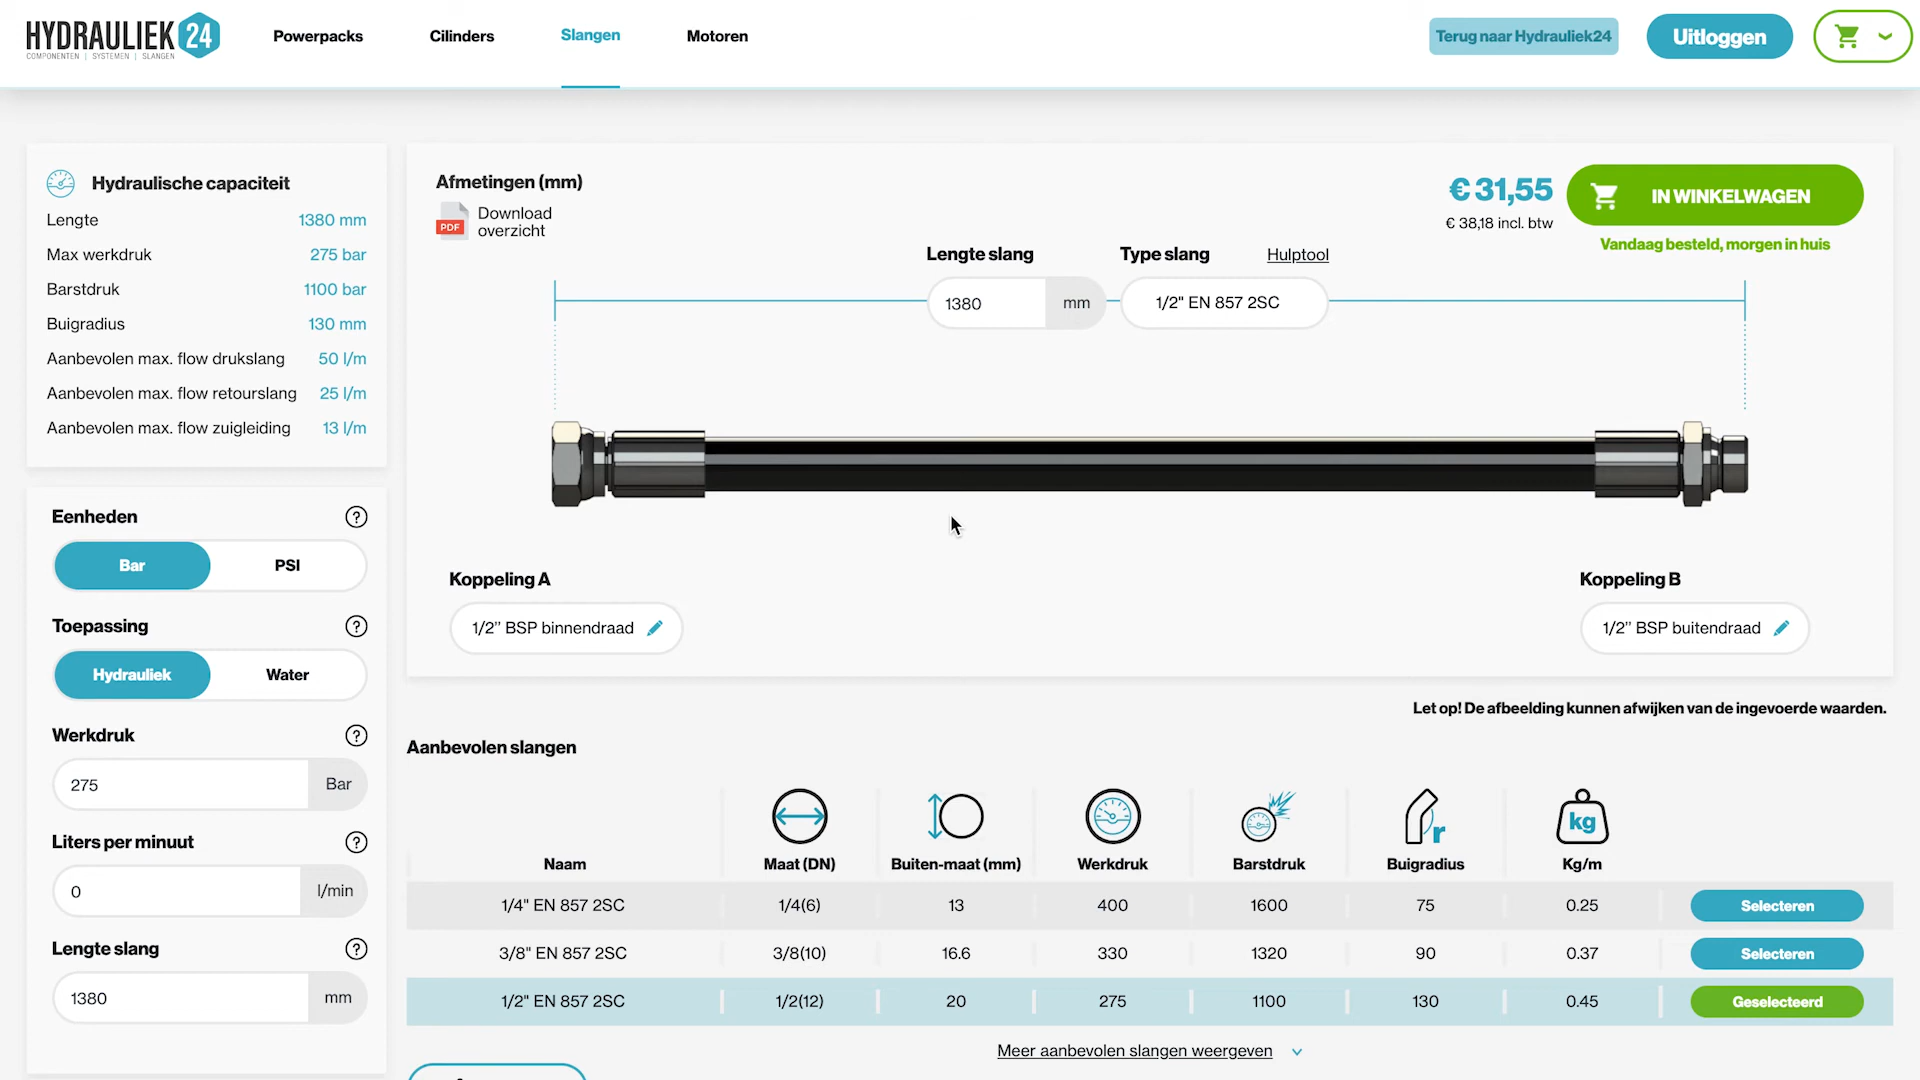 HYDRAULIEK 24
COMPONENTEN | SYSTEMEN | SLANGEN
Powerpacks
Cilinders
Slangen
Motoren
Terug naar Hydrauliek24
Uitloggen
Hydraulische capaciteit
Lengte 1380 mm
Max werkdruk 275 bar
Barstdruk 1100 bar
Buigradius 130 mm
Aanbevolen max. flow drukslang 50 l/m
Aanbevolen max. flow retourslang 25 l/m
Aanbevolen max. flow zuigleiding 13 l/m
Eenheden ?
Bar PSI
Toepassing ?
Hydrauliek Water
Werkdruk ?
275 Bar
Liters per minuut ?
0 l/min
Lengte slang ?
1380 mm
Afmetingen (mm)
PDF
Download
overzicht
€ 31,55
€ 38,18 incl. btw
IN WINKELWAGEN
Vandaag besteld, morgen in huis
Lengte slang Type slang Hulptool
1380 mm 1/2" EN 857 2SC
Koppeling A
1/2’’ BSP binnendraad
Koppeling B
1/2’’ BSP buitendraad
Let op! De afbeelding kunnen afwijken van de ingevoerde waarden.
Aanbevolen slangen
r kg
Naam Maat (DN) Buiten-maat (mm) Werkdruk Barstdruk Buigradius Kg/m
1/4" EN 857 2SC 1/4(6) 13 400 1600 75 0.25 Selecteren
3/8" EN 857 2SC 3/8(10) 16.6 330 1320 90 0.37 Selecteren
1/2" EN 857 2SC 1/2(12) 20 275 1100 130 0.45 Geselecteerd
Meer aanbevolen slangen weergeven